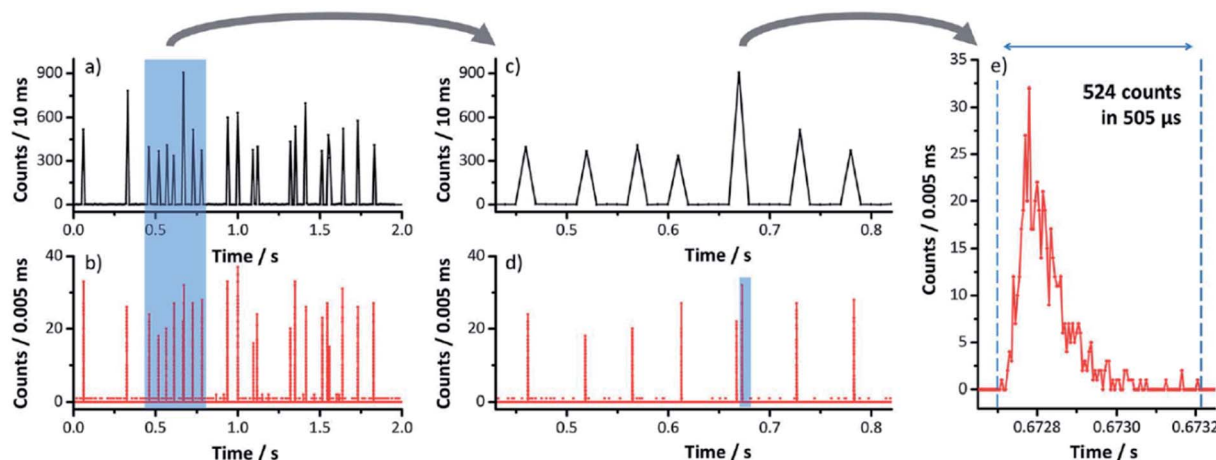 a)
Counts / 10 ms
900
600
300
0
0.0 0.5 1.0 1.5 2.0
Time / s
b)
Counts / 0.005 ms
40
20
0
0.0 0.5 1.0 1.5 2.0
Time / s
c)
Counts / 10 ms
900
600
300
0
0.5 0.6 0.7 0.8
Time / s
d)
Counts / 0.005 ms
40
20
0
0.5 0.6 0.7 0.8
Time / s
e)
524 counts
in 505 µs
Counts / 0.005 ms
35
30
25
20
15
10
5
0
0.6728 0.6730 0.6732
Time / s